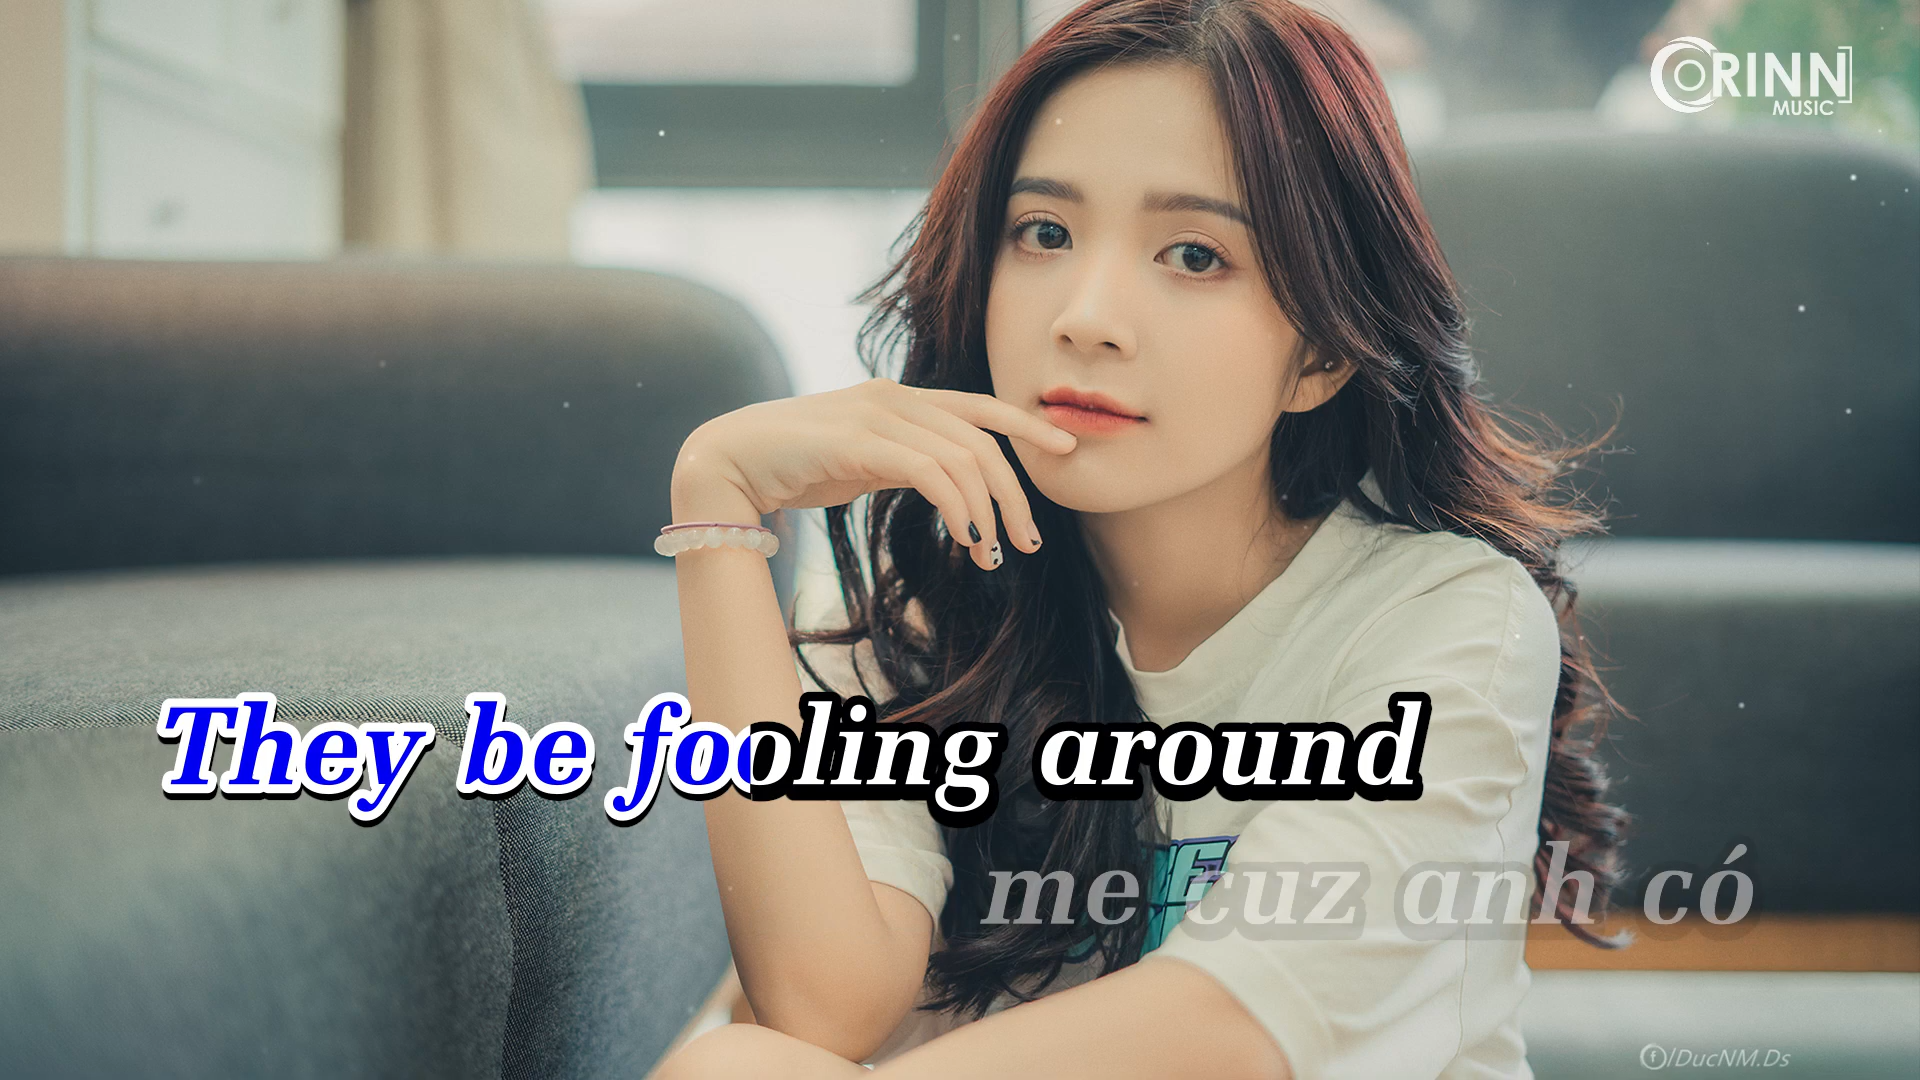 ORINN
MUSIC
They be fooling around
me cuz anh có
/DucNM.Ds